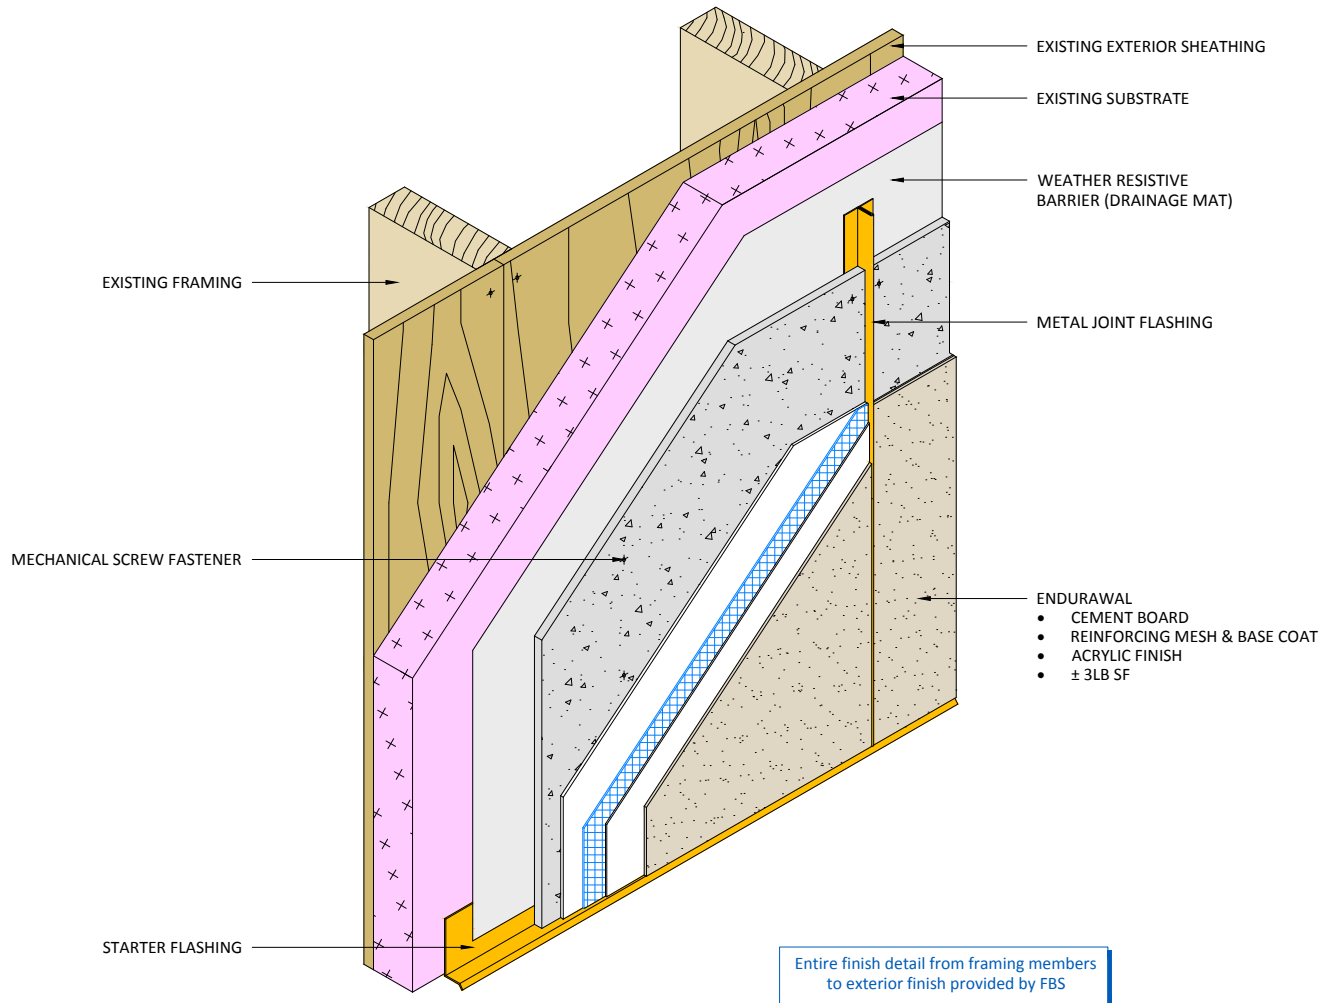 EXISTING EXTERIOR SHEATHING
EXISTING SUBSTRATE
WEATHER RESISTIVE
BARRIER (DRAINAGE MAT)
EXISTING FRAMING
METAL JOINT FLASHING
MECHANICAL SCREW FASTENER
ENDURAWAL
• CEMENT BOARD
• REINFORCING MESH & BASE COAT
• ACRYLIC FINISH
• ± 3LB SF
STARTER FLASHING
Entire finish detail from framing members
to exterior finish provided by FBS